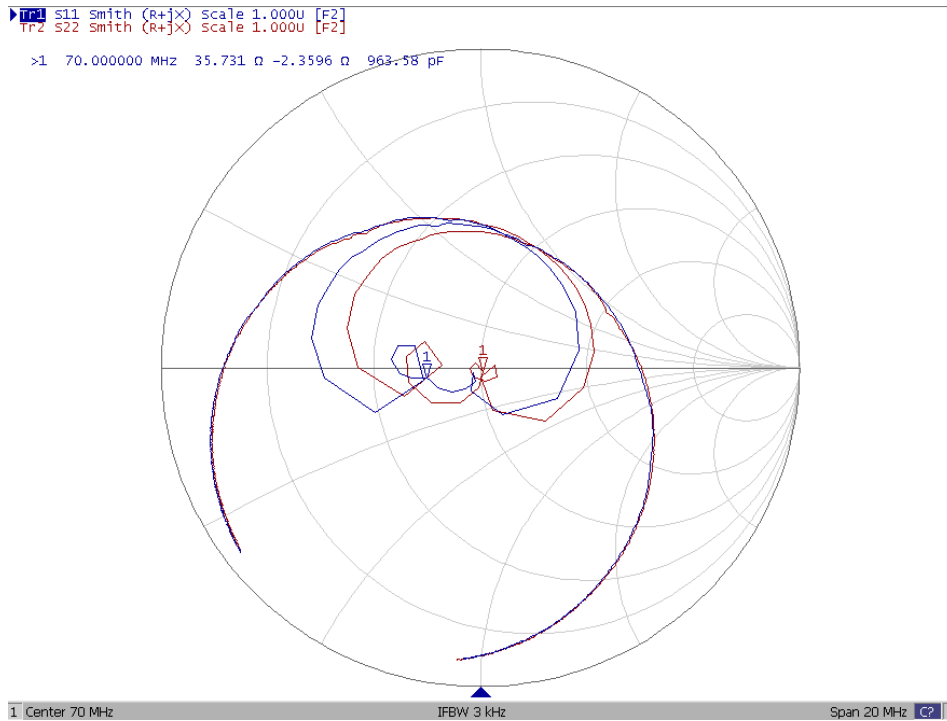 Tr1 S11 Smith (R+jX) Scale 1.000U [F2]
Tr2 S22 Smith (R+jX) Scale 1.000U [F2]
>1 70.000000 MHz 35.731 Ω -2.3596 Ω 963.58 pF
1
1
1 Center 70 MHz IFBW 3 kHz Span 20 MHz C?